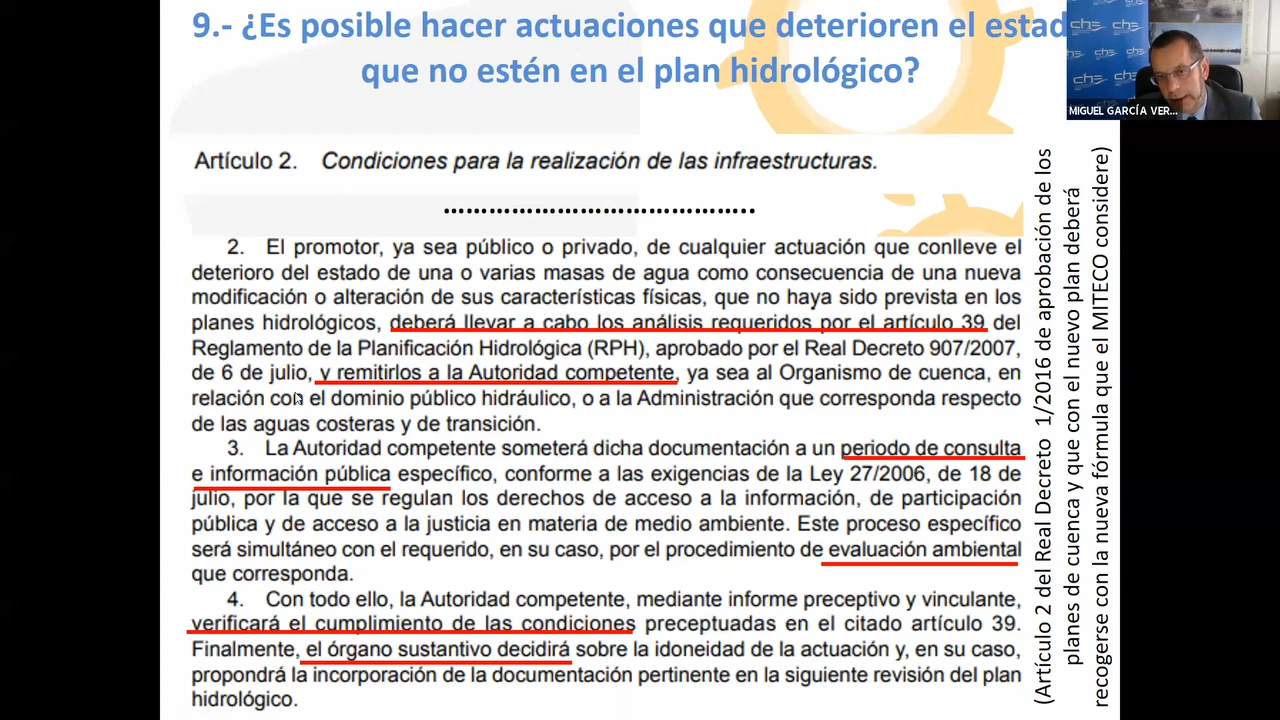 9.- ¿Es posible hacer actuaciones que deterioren el estad
que no estén en el plan hidrológico?
che
che
che
che
che
MIGUEL GARCÍA VER...
Artículo 2. Condiciones para la realización de las infraestructuras.
2. El promotor, ya sea público o privado, de cualquier actuación que conlleve el
deterioro del estado de una o varias masas de agua como consecuencia de una nueva
modificación o alteración de sus características físicas, que no haya sido prevista en los
planes hidrológicos, deberá llevar a cabo los análisis requeridos por el artículo 39 del
Reglamento de la Planificación Hidrológica (RPH), aprobado por el Real Decreto 907/2007,
de 6 de julio, y remitirlos a la Autoridad competente, ya sea al Organismo de cuenca, en
relación con el dominio público hidráulico, o a la Administración que corresponda respecto
de las aguas costeras y de transición.
3. La Autoridad competente someterá dicha documentación a un periodo de consulta
e información pública específico, conforme a las exigencias de la Ley 27/2006, de 18 de
julio, por la que se regulan los derechos de acceso a la información, de participación
pública y de acceso a la justicia en materia de medio ambiente. Este proceso específico
será simultáneo con el requerido, en su caso, por el procedimiento de evaluación ambiental
que corresponda.
4. Con todo ello, la Autoridad competente, mediante informe preceptivo y vinculante,
verificará el cumplimiento de las condiciones preceptuadas en el citado artículo 39.
Finalmente, el órgano sustantivo decidirá sobre la idoneidad de la actuación y, en su caso,
propondrá la incorporación de la documentación pertinente en la siguiente revisión del plan
hidrológico.
(Artículo 2 del Real Decreto 1/2016 de aprobación de los
planes de cuenca y que con el nuevo plan deberá
recogerse con la nueva fórmula que el MITECO considere)